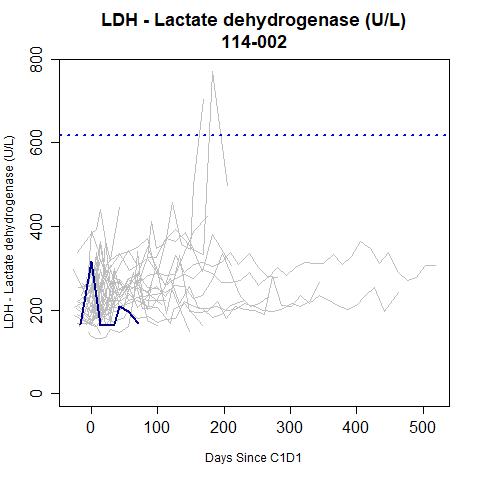 LDH - Lactate dehydrogenase (U/L)
114-002
LDH - Lactate dehydrogenase (U/L)
800
600
400
200
0
0 100 200 300 400 500
Days Since C1D1